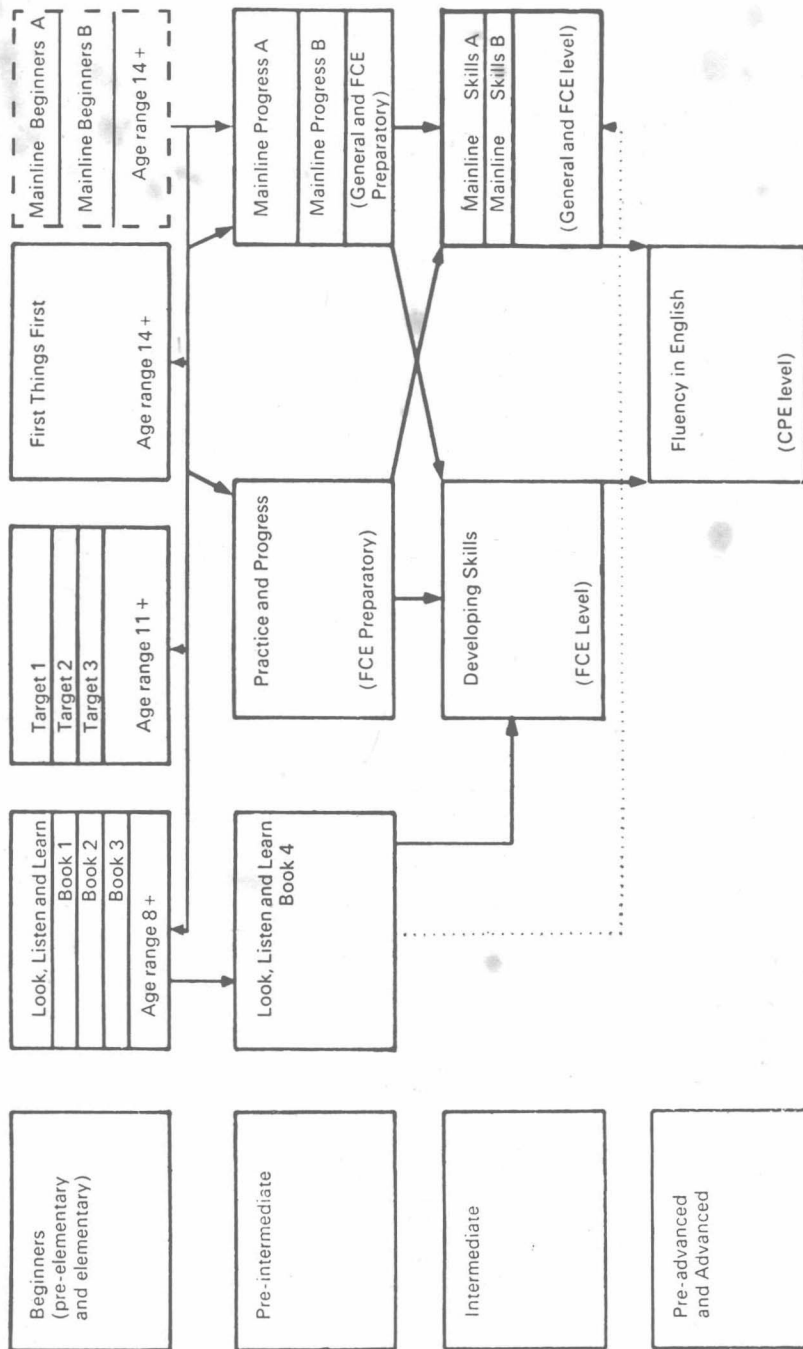 Beginners
(pre-elementary
and elementary)
Look, Listen and Learn
Book 1
Book 2
Book 3
Age range 8+
Target 1
Target 2
Target 3
Age range 11+
First Things First
Age range 14+
Mainline Beginners A
Mainline Beginners B
Age range 14+
Pre-intermediate
Look, Listen and Learn
Book 4
Practice and Progress
(FCE Preparatory)
Mainline Progress A
Mainline Progress B
(General and FCE
Preparatory)
Intermediate
Developing Skills
(FCE Level)
Mainline Skills A
Mainline Skills B
(General and FCE level)
Pre-advanced
and Advanced
Fluency in English
(CPE level)